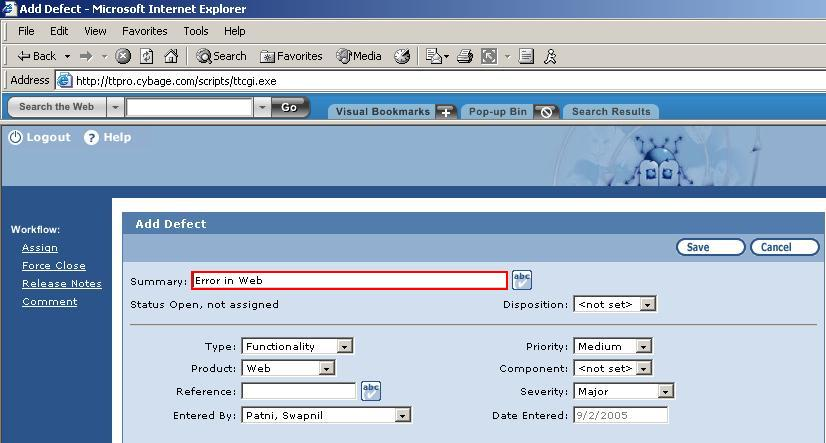 Add Defect - Microsoft Internet Explorer
File Edit View Favorites Tools Help
Back Search Favorites Media
Address http://ttpro.cybage.com/scripts/ttcgi.exe
Search the Web Go Visual Bookmarks Pop-up Bin Search Results
Logout ? Help
Add Defect
Workflow:
Assign
Force Close
Release Notes
Comment
Save Cancel
Summary: Error in Web abc
Status Open, not assigned Disposition: <not set>
Type: Functionality Priority: Medium
Product: Web Component: <not set>
Reference: abc Severity: Major
Entered By: Patni, Swapnil Date Entered: 9/2/2005